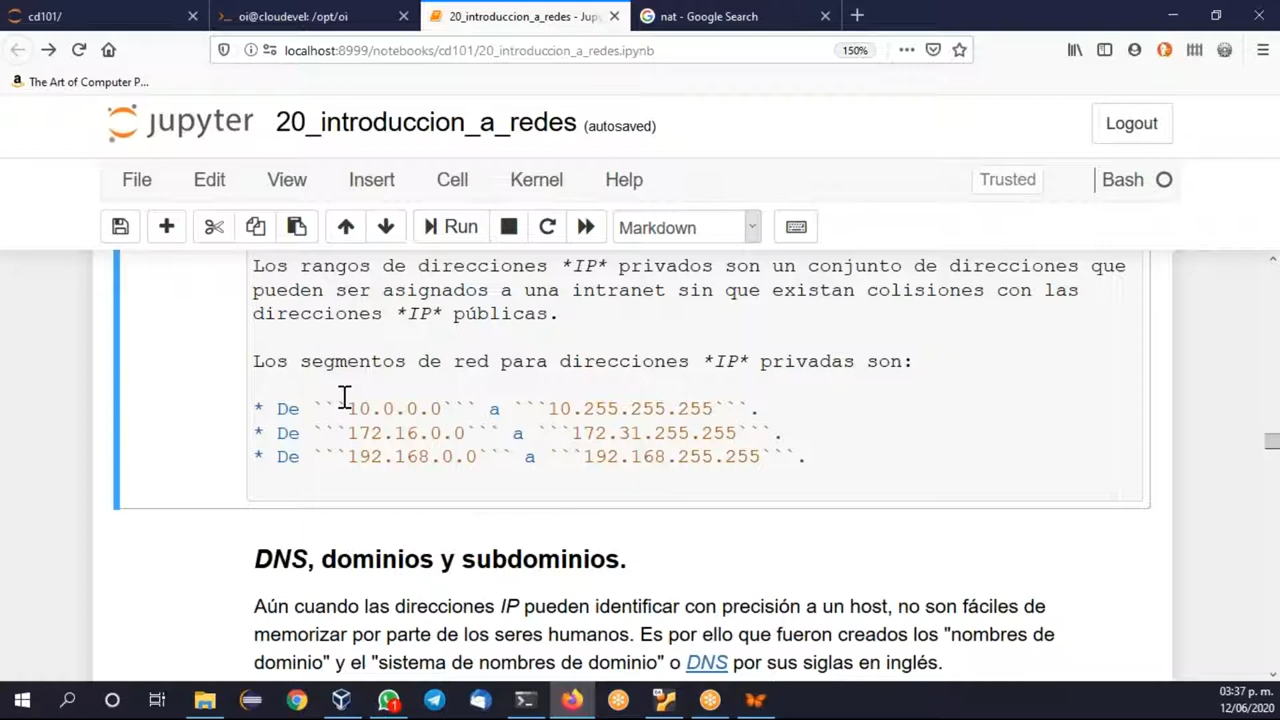 cd101/
oi@cloudevel: /opt/oi
20_introduccion_a_redes - Jup
nat - Google Search
localhost:8999/notebooks/cd101/20_introduccion_a_redes.ipynb
150%
The Art of Computer P...
jupyter
20_introduccion_a_redes (autosaved)
Logout
File Edit View Insert Cell Kernel Help
Trusted
Bash
Run
Markdown
Los rangos de direcciones *IP* privados son un conjunto de direcciones que
pueden ser asignados a una intranet sin que existan colisiones con las
direcciones *IP* públicas.
Los segmentos de red para direcciones *IP* privadas son:
* De ```10.0.0.0``` a ```10.255.255.255```.
* De ```172.16.0.0``` a ```172.31.255.255```.
* De ```192.168.0.0``` a ```192.168.255.255```.
DNS, dominios y subdominios.
Aún cuando las direcciones IP pueden identificar con precisión a un host, no son fáciles de
memorizar por parte de los seres humanos. Es por ello que fueron creados los "nombres de
dominio" y el "sistema de nombres de dominio" o DNS por sus siglas en inglés.
1
03:37 p. m.
12/06/2020